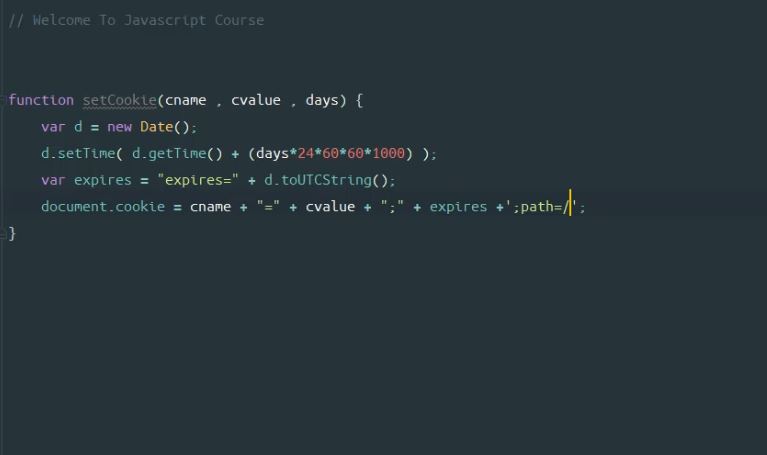 // Welcome To Javascript Course
function setCookie(cname , cvalue , days) {
var d = new Date();
d.setTime( d.getTime() + (days*24*60*60*1000) );
var expires = "expires=" + d.toUTCString();
document.cookie = cname + "=" + cvalue + ";" + expires +';path=/';
}